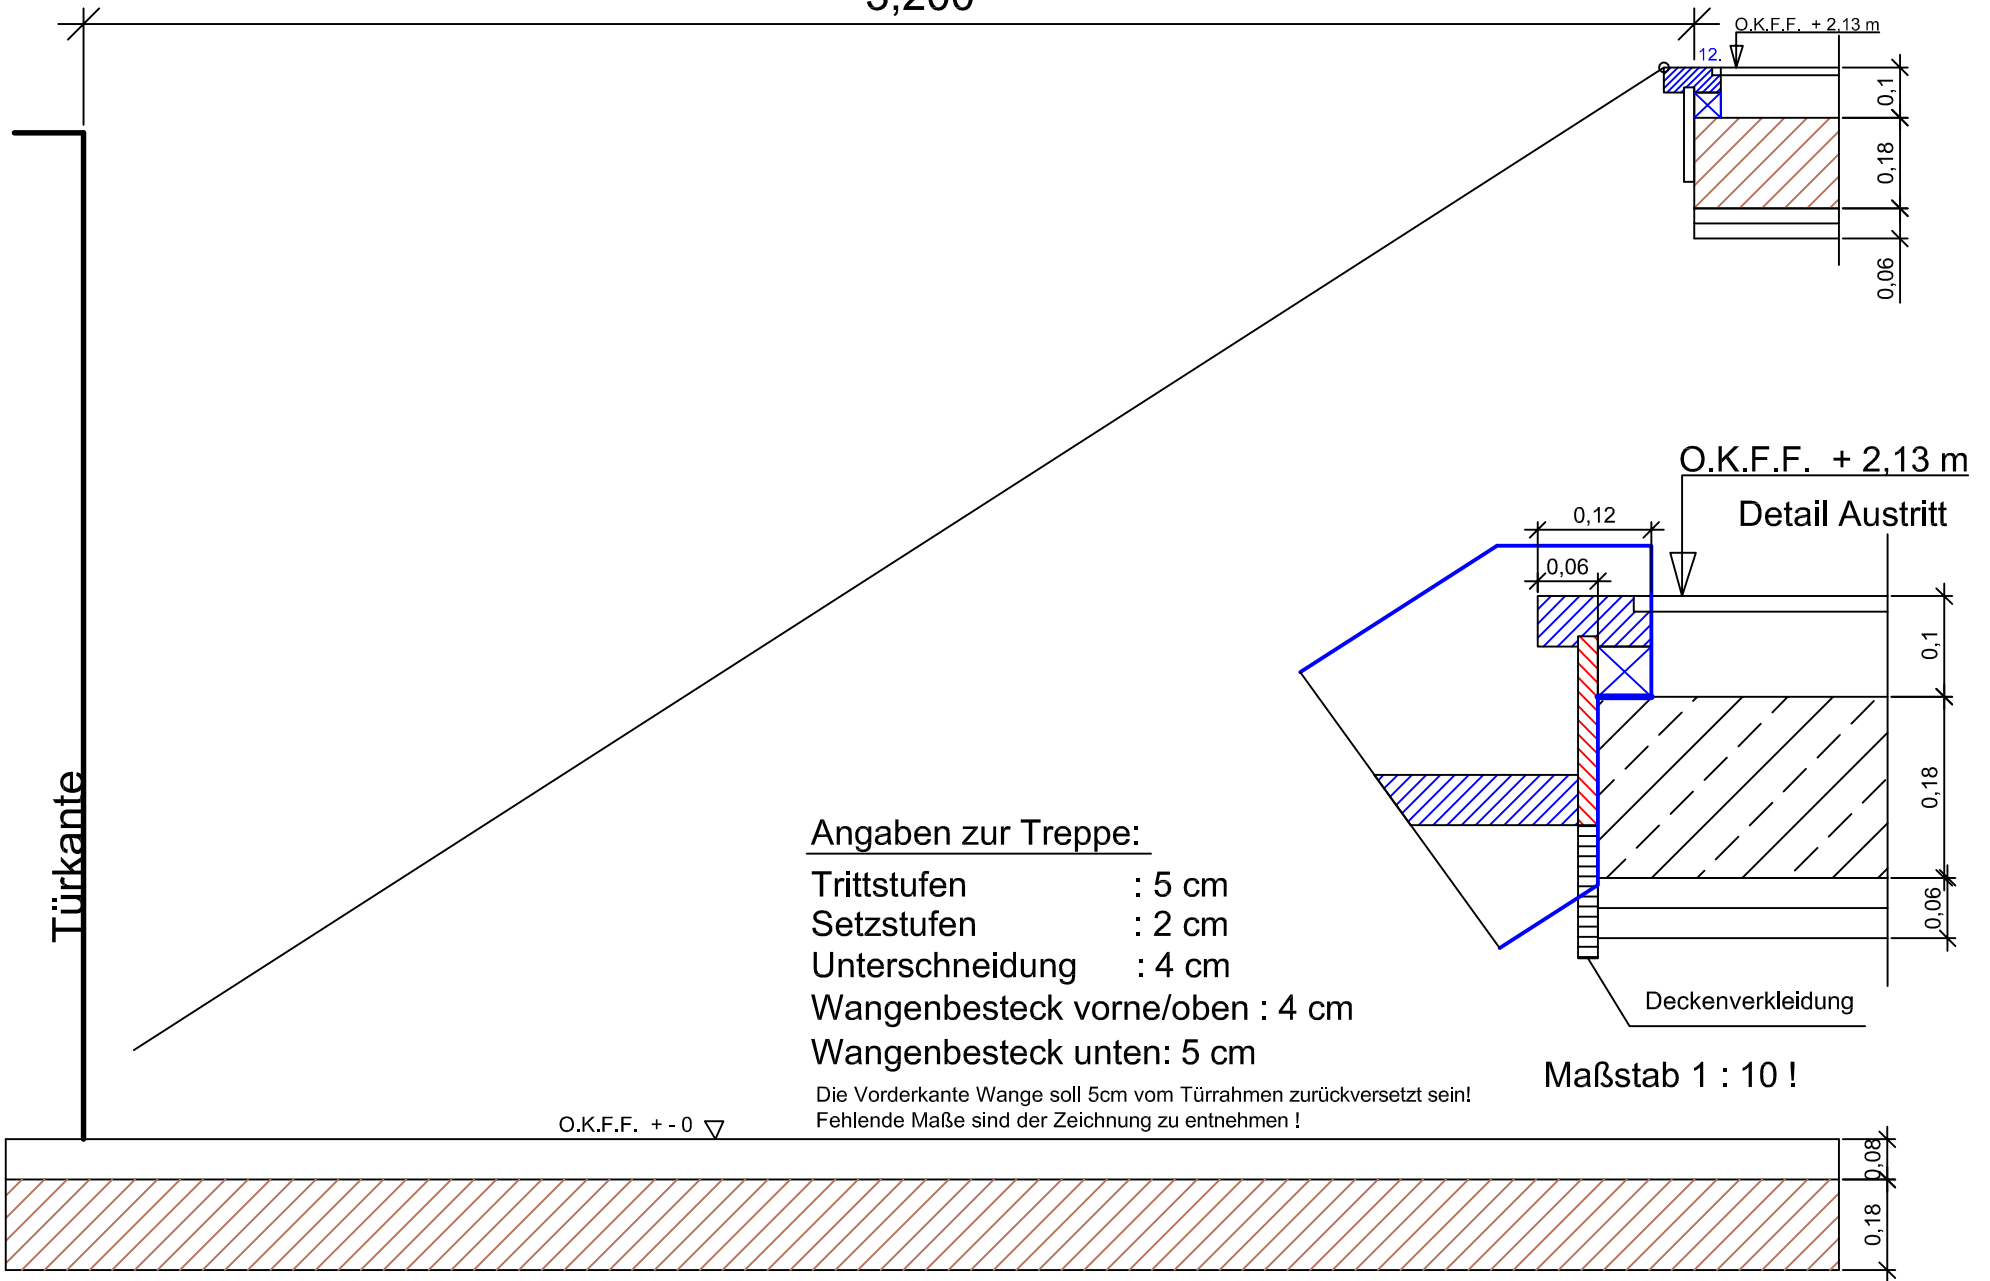 3,200
O.K.F.F. + 2,13 m
12.
0,1
0,18
0,06
O.K.F.F. + 2,13 m
Detail Austritt
0,12
0,06
0,1
0,18
0,06
Türkante
Angaben zur Treppe:
Trittstufen : 5 cm
Setzstufen : 2 cm
Unterschneidung : 4 cm
Wangenbesteck vorne/oben : 4 cm
Wangenbesteck unten: 5 cm
Die Vorderkante Wange soll 5cm vom Türrahmen zurückversetzt sein!
Fehlende Maße sind der Zeichnung zu entnehmen !
Deckenverkleidung
Maßstab 1 : 10 !
O.K.F.F. + - 0
0,08
0,18